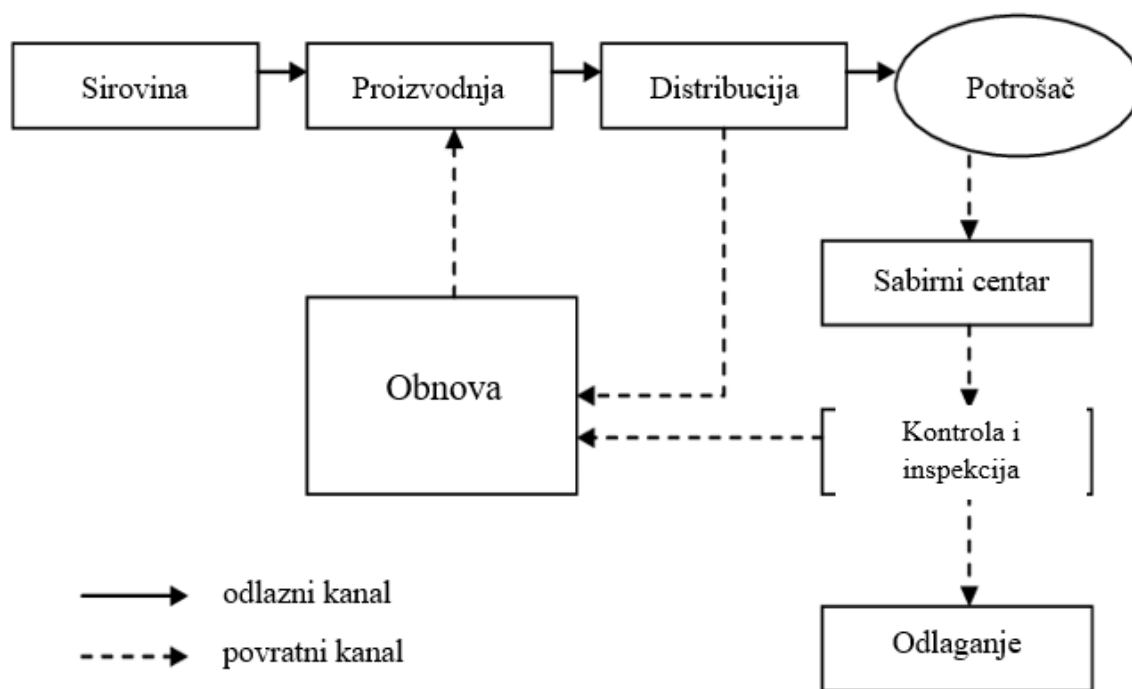 Sirovina
Proizvodnja
Distribucija
Potrošač
Sabirni centar
Obnova
Kontrola i
inspekcija
odlazni kanal
povratni kanal
Odlaganje